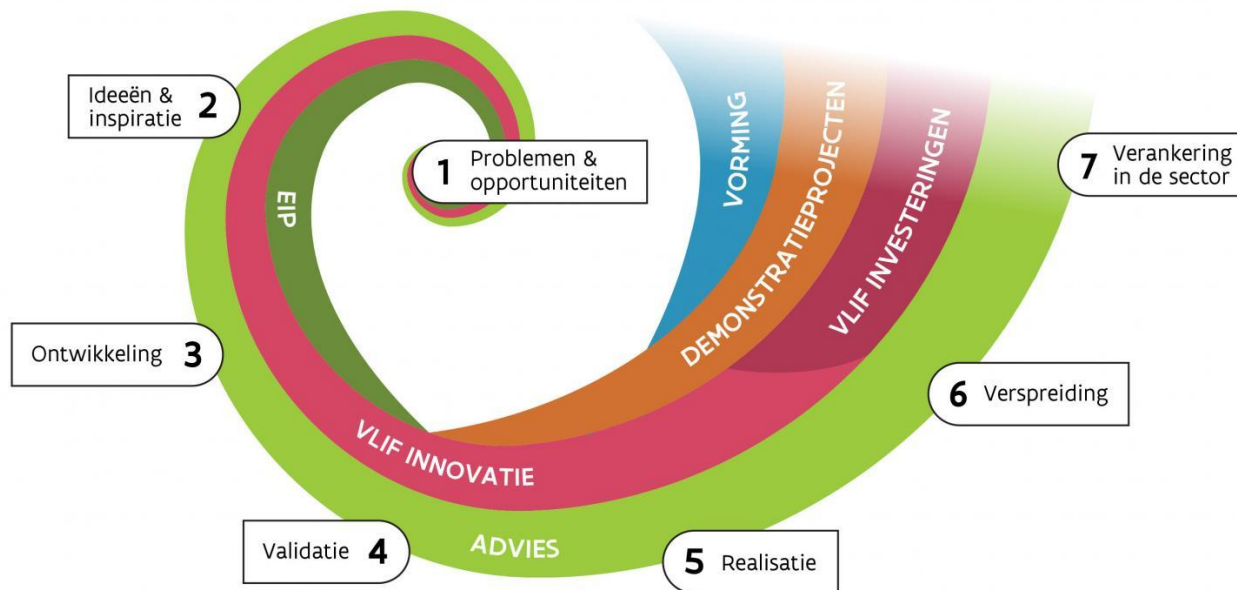 1 Problemen &
opportuniteiten
2 Ideeën &
inspiratie
3 Ontwikkeling
4 Validatie
5 Realisatie
6 Verspreiding
7 Verankering
in de sector
EIP
VLIF INNOVATIE
ADVIES
VORMING
DEMONSTRATIEPROJECTEN
VLIF INVESTERINGEN